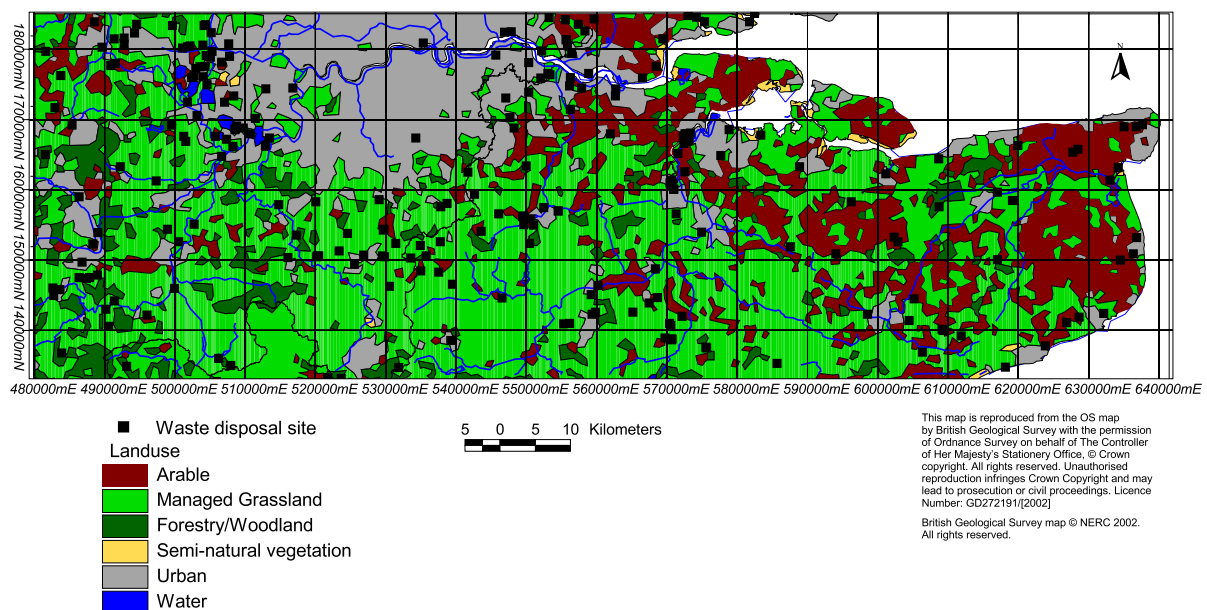 N
180000mN
170000mN
160000mN
150000mN
140000mN
480000mE 490000mE 500000mE 510000mE 520000mE 530000mE 540000mE 550000mE 560000mE 570000mE 580000mE 590000mE 600000mE 610000mE 620000mE 630000mE 640000mE
Waste disposal site
Landuse
Arable
Managed Grassland
Forestry/Woodland
Semi-natural vegetation
Urban
Water
5 0 5 10 Kilometers
This map is reproduced from the OS map
by British Geological Survey with the permission
of Ordnance Survey on behalf of The Controller
of Her Majesty's Stationery Office, © Crown
copyright. All rights reserved. Unauthorised
reproduction infringes Crown Copyright and may
lead to prosecution or civil proceedings. Licence
Number: GD272191/[2002]
British Geological Survey map © NERC 2002.
All rights reserved.